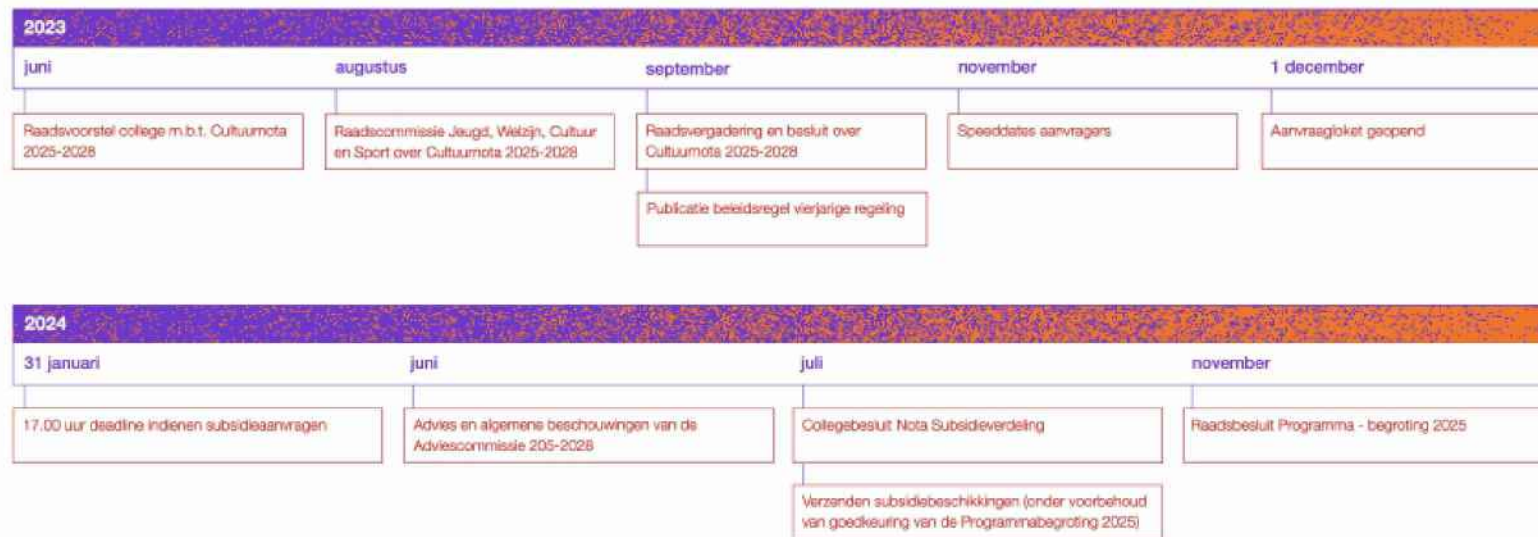 2023
juni
augustus
september
november
1 december
Raadsvoorstel college m.b.t. Cultuurnota
2025-2028
Raadscommissie Jeugd, Welzijn, Cultuur
en Sport over Cultuurnota 2025-2028
Raadsvergadering en besluit over
Cultuurnota 2025-2028
Speeddates aanvragers
Aanvraagloket geopend
Publicatie beleidsregel vierjarige regeling
2024
31 januari
juni
juli
november
17.00 uur deadline indienen subsidieaanvragen
Advies en algemene beschouwingen van de
Adviescommissie 205-2028
Collegebesluit Nota Subsidieverdeling
Raadsbesluit Programma - begroting 2025
Verzenden subsidiebeschikkingen (onder voorbehoud
van goedkeuring van de Programmabegroting 2025)